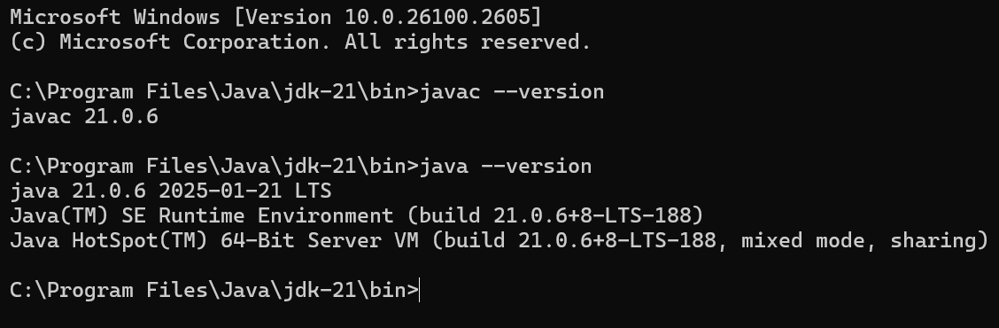 Microsoft Windows [Version 10.0.26100.2605]
(c) Microsoft Corporation. All rights reserved.
C:\Program Files\Java\jdk-21\bin>javac --version
javac 21.0.6
C:\Program Files\Java\jdk-21\bin>java --version
java 21.0.6 2025-01-21 LTS
Java(TM) SE Runtime Environment (build 21.0.6+8-LTS-188)
Java HotSpot(TM) 64-Bit Server VM (build 21.0.6+8-LTS-188, mixed mode, sharing)
C:\Program Files\Java\jdk-21\bin>